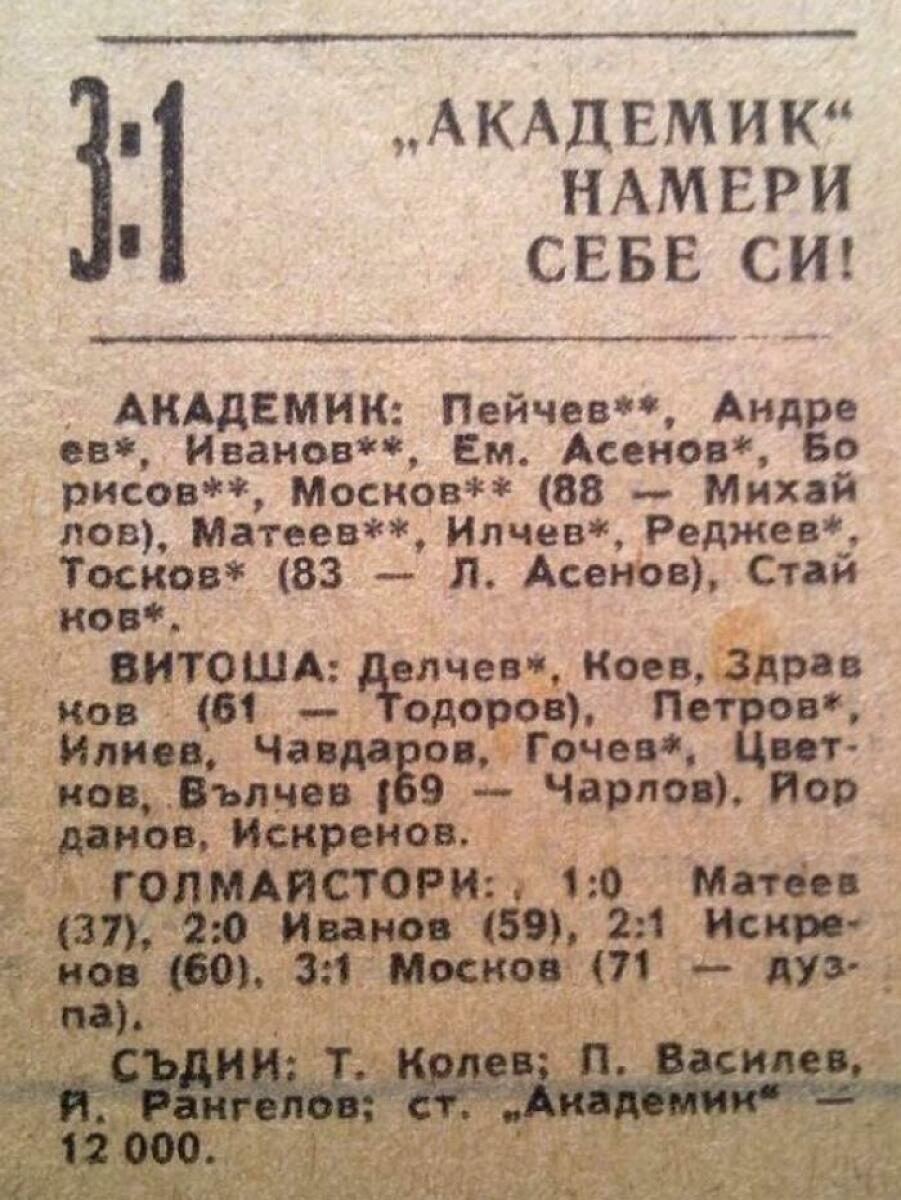 3:1
„АКАДЕМИК“
НАМЕРИ
СЕБЕ СИ!
АКАДЕМИК: Пейчев**, Андре
ев*, Иванов**, Ем. Асенов*, Бо
рисов**, Москов** (88 — Михай
лов), Матеев**, Илчев*, Реджев*,
Тосков* (83 — Л. Асенов), Стай
ков*.
ВИТОША: Делчев*, Коев, Здрав
ков (61 — Тодоров), Петров*,
Илиев, Чавдаров, Гочев*, Цвет-
ков, Вълчев (69 — Чарлов), Йор
данов, Искренов.
ГОЛМАЙСТОРИ: 1:0 Матеев
(37), 2:0 Иванов (59), 2:1 Искре-
нов (60), 3:1 Москов (71 — дуз-
па).
СЪДИИ: Т. Колев; П. Василев,
Й. Рангелов; ст. „Академик“ —
12 000.